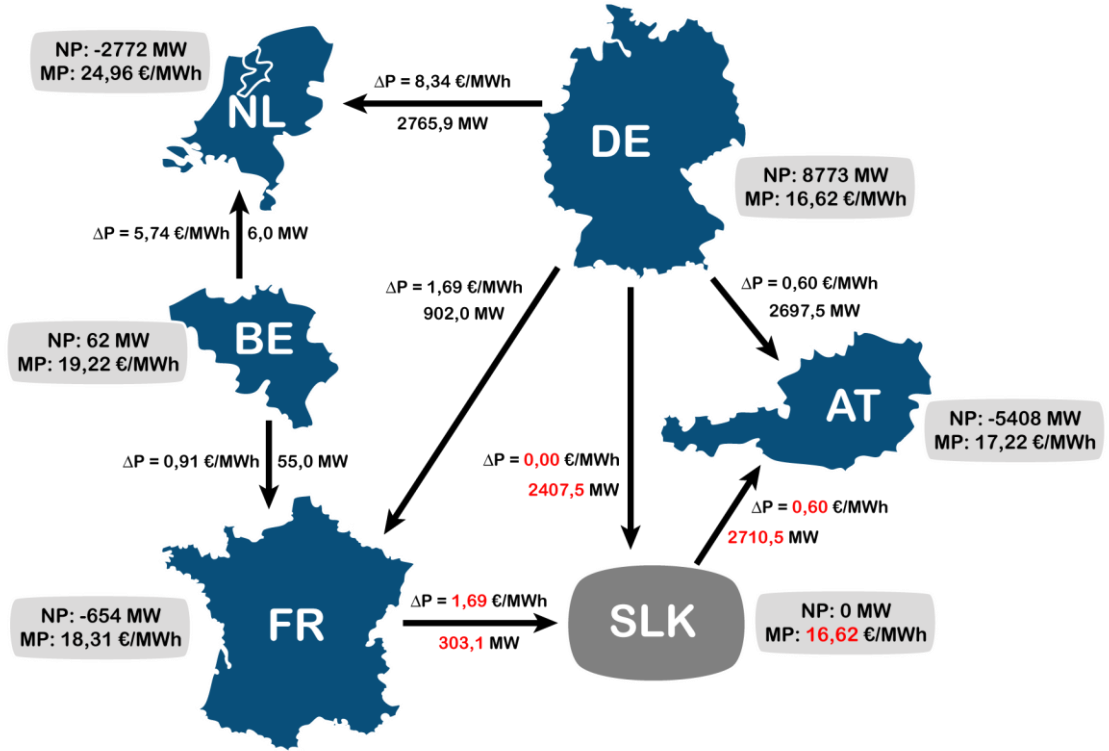 NP: -2772 MW
MP: 24,96 €/MWh
NL
ΔP = 8,34 €/MWh
2765,9 MW
DE
NP: 8773 MW
MP: 16,62 €/MWh
ΔP = 5,74 €/MWh
6,0 MW
ΔP = 1,69 €/MWh
902,0 MW
ΔP = 0,60 €/MWh
2697,5 MW
NP: 62 MW
MP: 19,22 €/MWh
BE
AT
NP: -5408 MW
MP: 17,22 €/MWh
ΔP = 0,91 €/MWh
55,0 MW
ΔP = 0,00 €/MWh
2407,5 MW
ΔP = 0,60 €/MWh
2710,5 MW
NP: -654 MW
MP: 18,31 €/MWh
FR
ΔP = 1,69 €/MWh
303,1 MW
SLK
NP: 0 MW
MP: 16,62 €/MWh